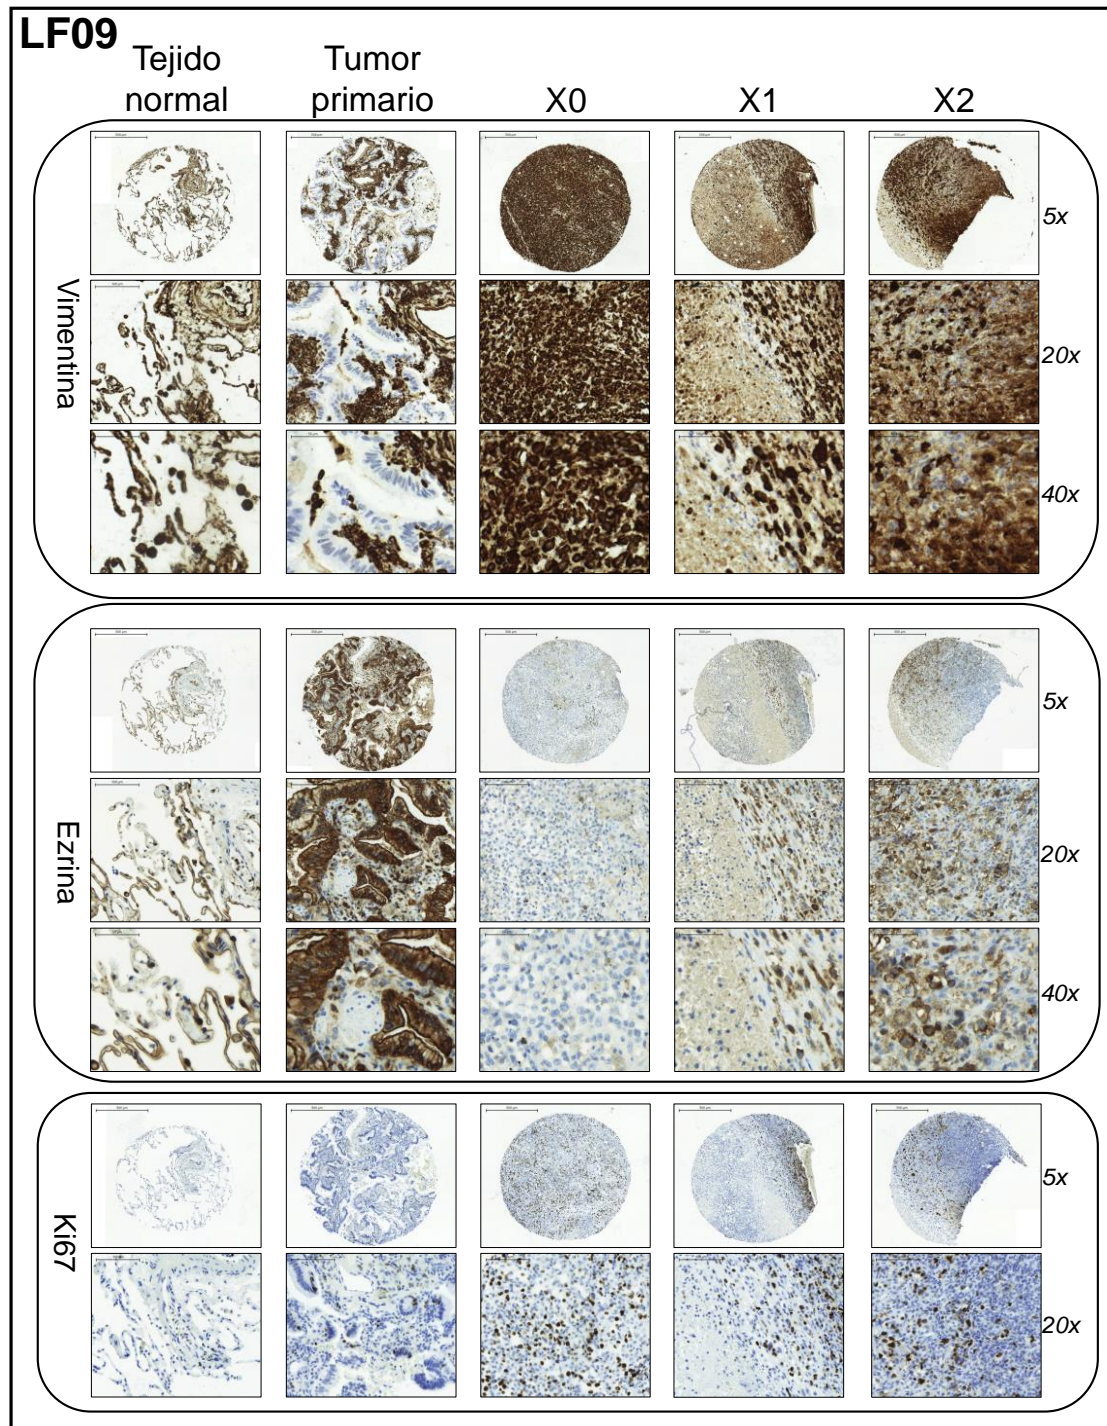 LF09
Tejido normal
Tumor primario
X0
X1
X2
Vimentina
5x
20x
40x
Ezrina
5x
20x
40x
Ki67
5x
20x